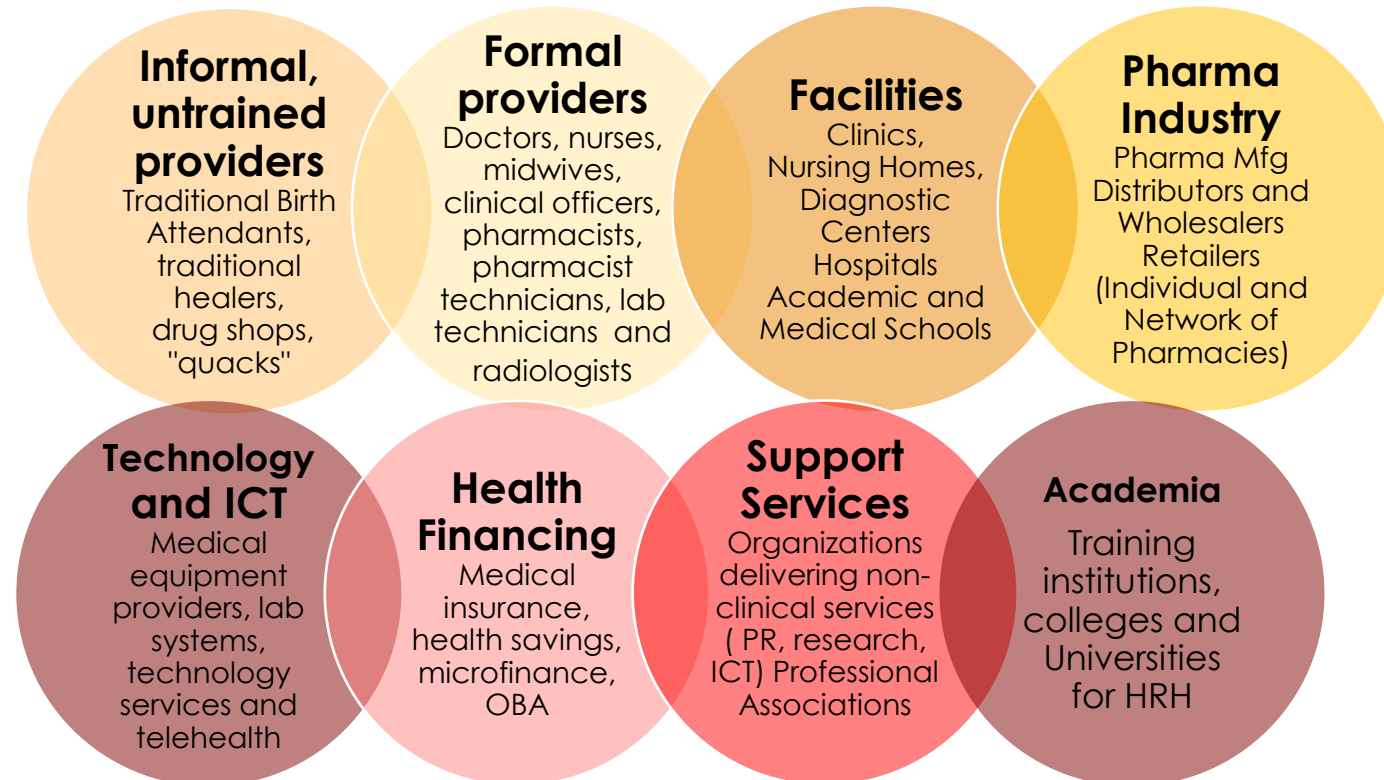 Informal,
untrained
providers
Traditional Birth
Attendants,
traditional
healers,
drug shops,
"quacks"
Formal
providers
Doctors, nurses,
midwives,
clinical officers,
pharmacists,
pharmacist
technicians, lab
technicians and
radiologists
Facilities
Clinics,
Nursing Homes,
Diagnostic
Centers
Hospitals
Academic and
Medical Schools
Pharma
Industry
Pharma Mfg
Distributors and
Wholesalers
Retailers
(Individual and
Network of
Pharmacies)
Technology
and ICT
Medical
equipment
providers, lab
systems,
technology
services and
telehealth
Health
Financing
Medical
insurance,
health savings,
microfinance,
OBA
Support
Services
Organizations
delivering non-
clinical services
( PR, research,
ICT) Professional
Associations
Academia
Training
institutions,
colleges and
Universities
for HRH